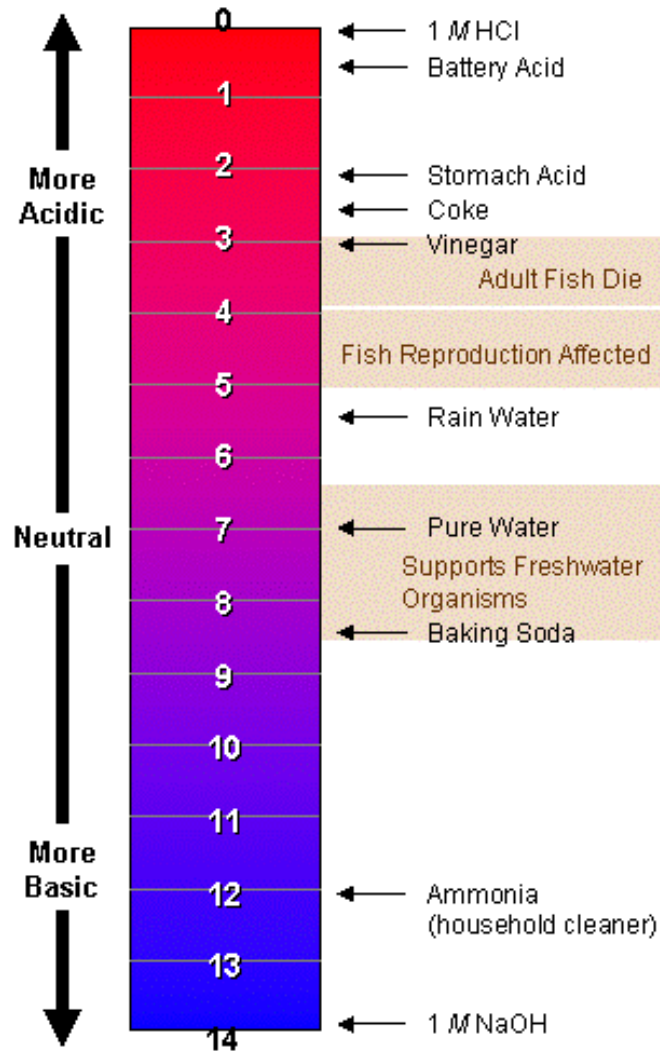 0
1 M HCl
Battery Acid
1
More
Acidic
2
Stomach Acid
Coke
3
Vinegar
Adult Fish Die
4
Fish Reproduction Affected
5
Rain Water
6
Neutral
7
Pure Water
Supports Freshwater
Organisms
8
Baking Soda
9
10
11
More
Basic
12
Ammonia
(household cleaner)
13
1 M NaOH
14